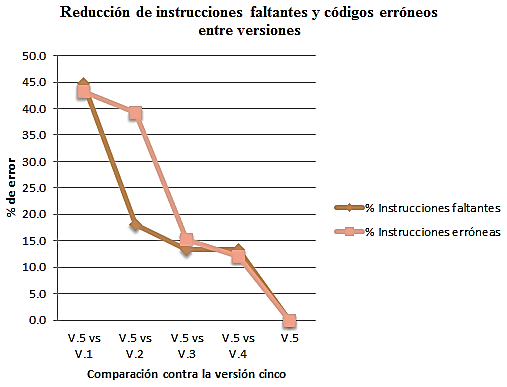 Reducción de instrucciones faltantes y códigos erróneos
entre versiones
50.0
45.0
40.0
35.0
30.0
25.0
20.0
15.0
10.0
5.0
0.0
% de error
V.5 vs V.1
V.5 vs V.2
V.5 vs V.3
V.5 vs V.4
V.5
Comparación contra la versión cinco
% Instrucciones faltantes
% Instrucciones erróneas